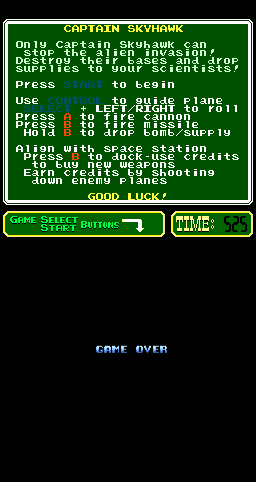 CAPTAIN SKYHAWK
Only Captain Skyhawk can
stop the alien invasion!
Destroy their bases and drop
supplies to your scientists!
Press START to begin
Use CONTROL to guide plane
SELECT + LEFT/RIGHT to roll
Press A to fire cannon
Press B to fire missile
Hold B to drop bomb/supply
Align with space station
Press B to dock-use credits
to buy new weapons
Earn credits by shooting
down enemy planes
GOOD LUCK!
GAME SELECT
START BUTTONS
TIME: 525
GAME OVER